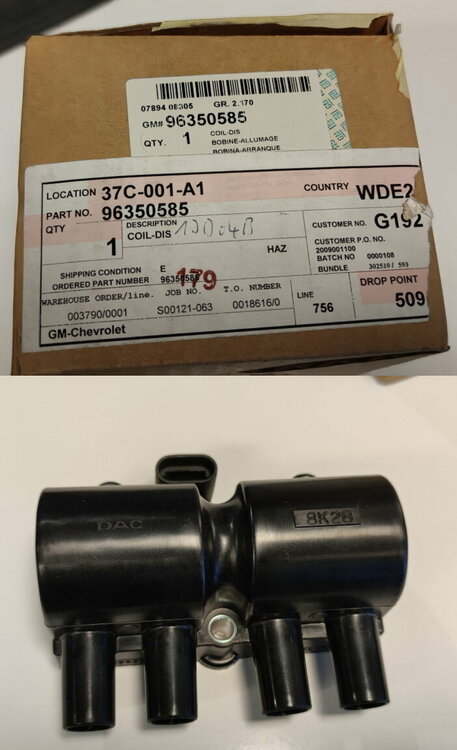 07894 08305 GR. 2.170
GM# 96350585
QTY. 1 COIL-DIS
BOBINE-ALLUMAGE
BOBINA-ARRANQUE
LOCATION 37C-001-A1 COUNTRY WDE2
PART NO. 96350585
QTY 1 DESCRIPTION COIL-DIS
HAZ
CUSTOMER NO. G192
CUSTOMER P.O. NO.
2009001100
BATCH NO 0000108
BUNDLE 302510/ 593
SHIPPING CONDITION E
ORDERED PART NUMBER 96350585
179
WAREHOUSE ORDER/line. JOB NO. T.O. NUMBER
003790/0001 S00121-063 0018616/0
LINE 756
DROP POINT 509
GM-Chevrolet
DAC
8K28